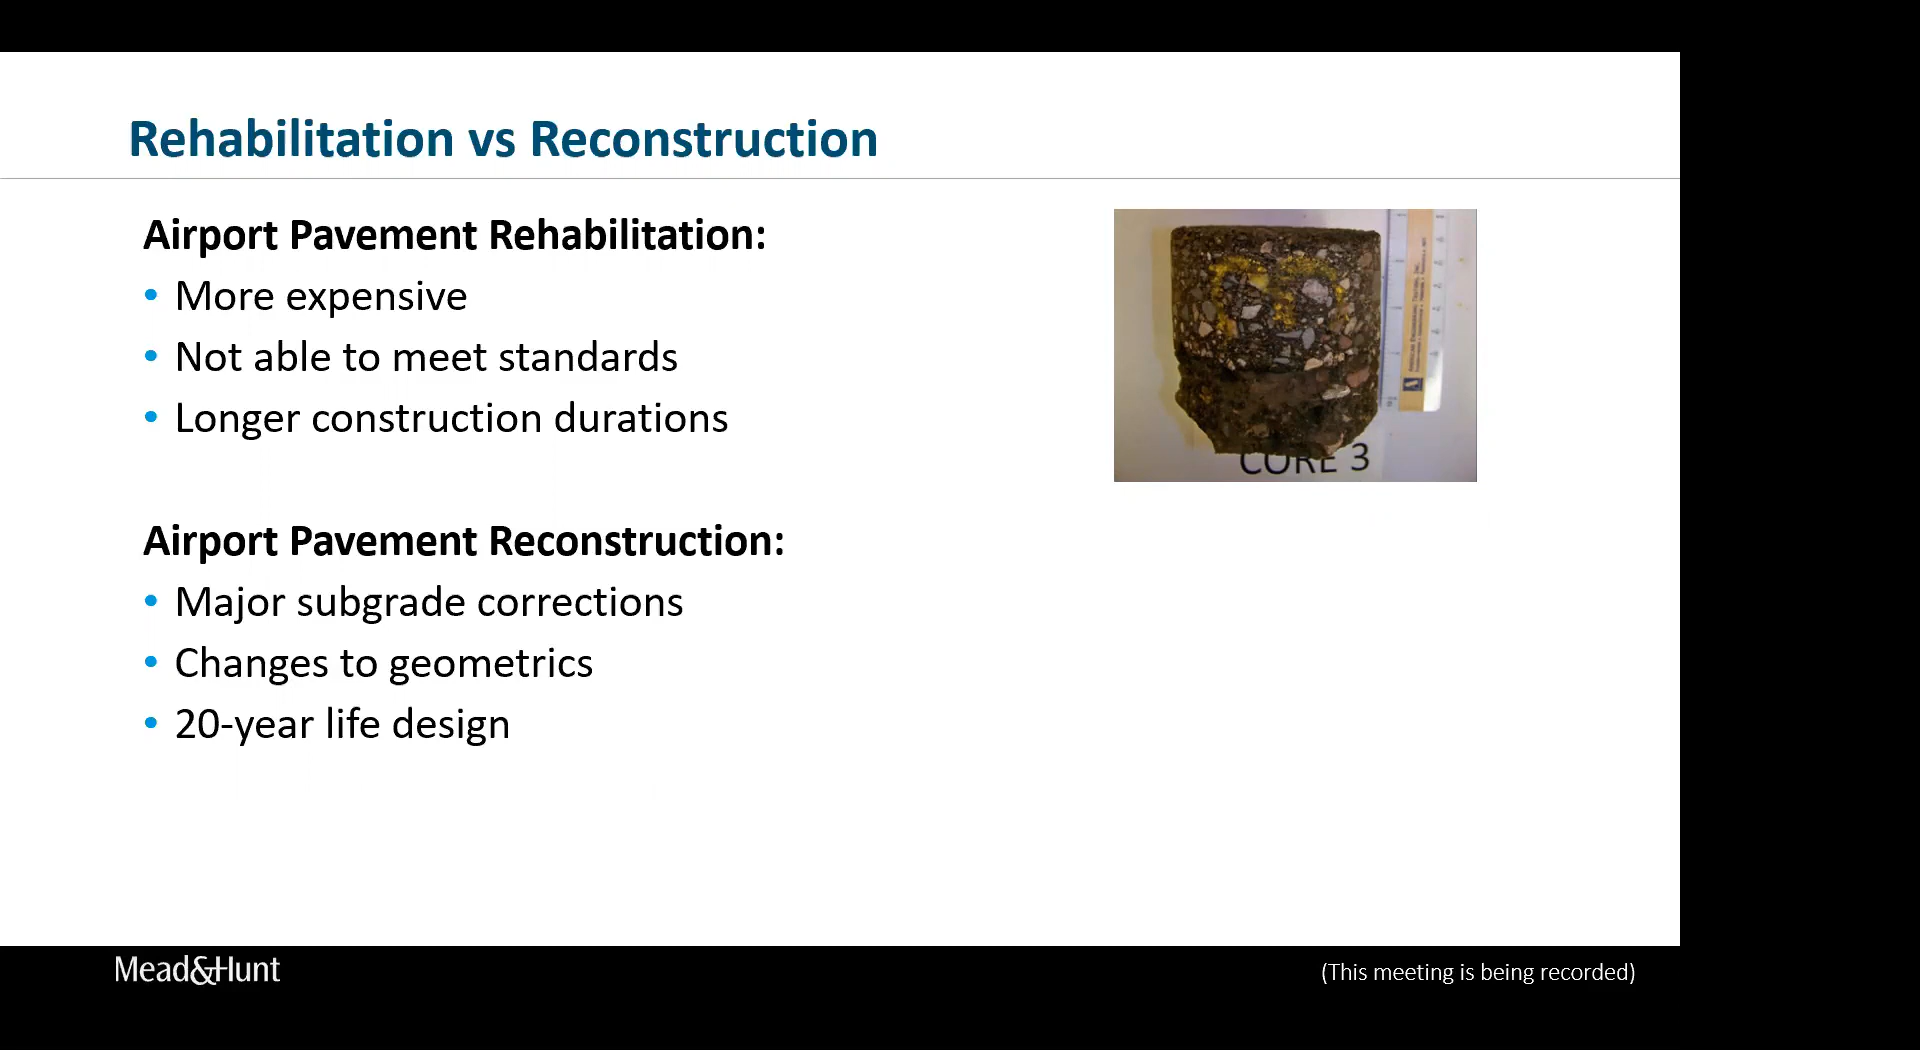 Rehabilitation vs Reconstruction
Airport Pavement Rehabilitation:
• More expensive
• Not able to meet standards
• Longer construction durations
CORE 3
Airport Pavement Reconstruction:
• Major subgrade corrections
• Changes to geometrics
• 20-year life design
Mead&Hunt
(This meeting is being recorded)